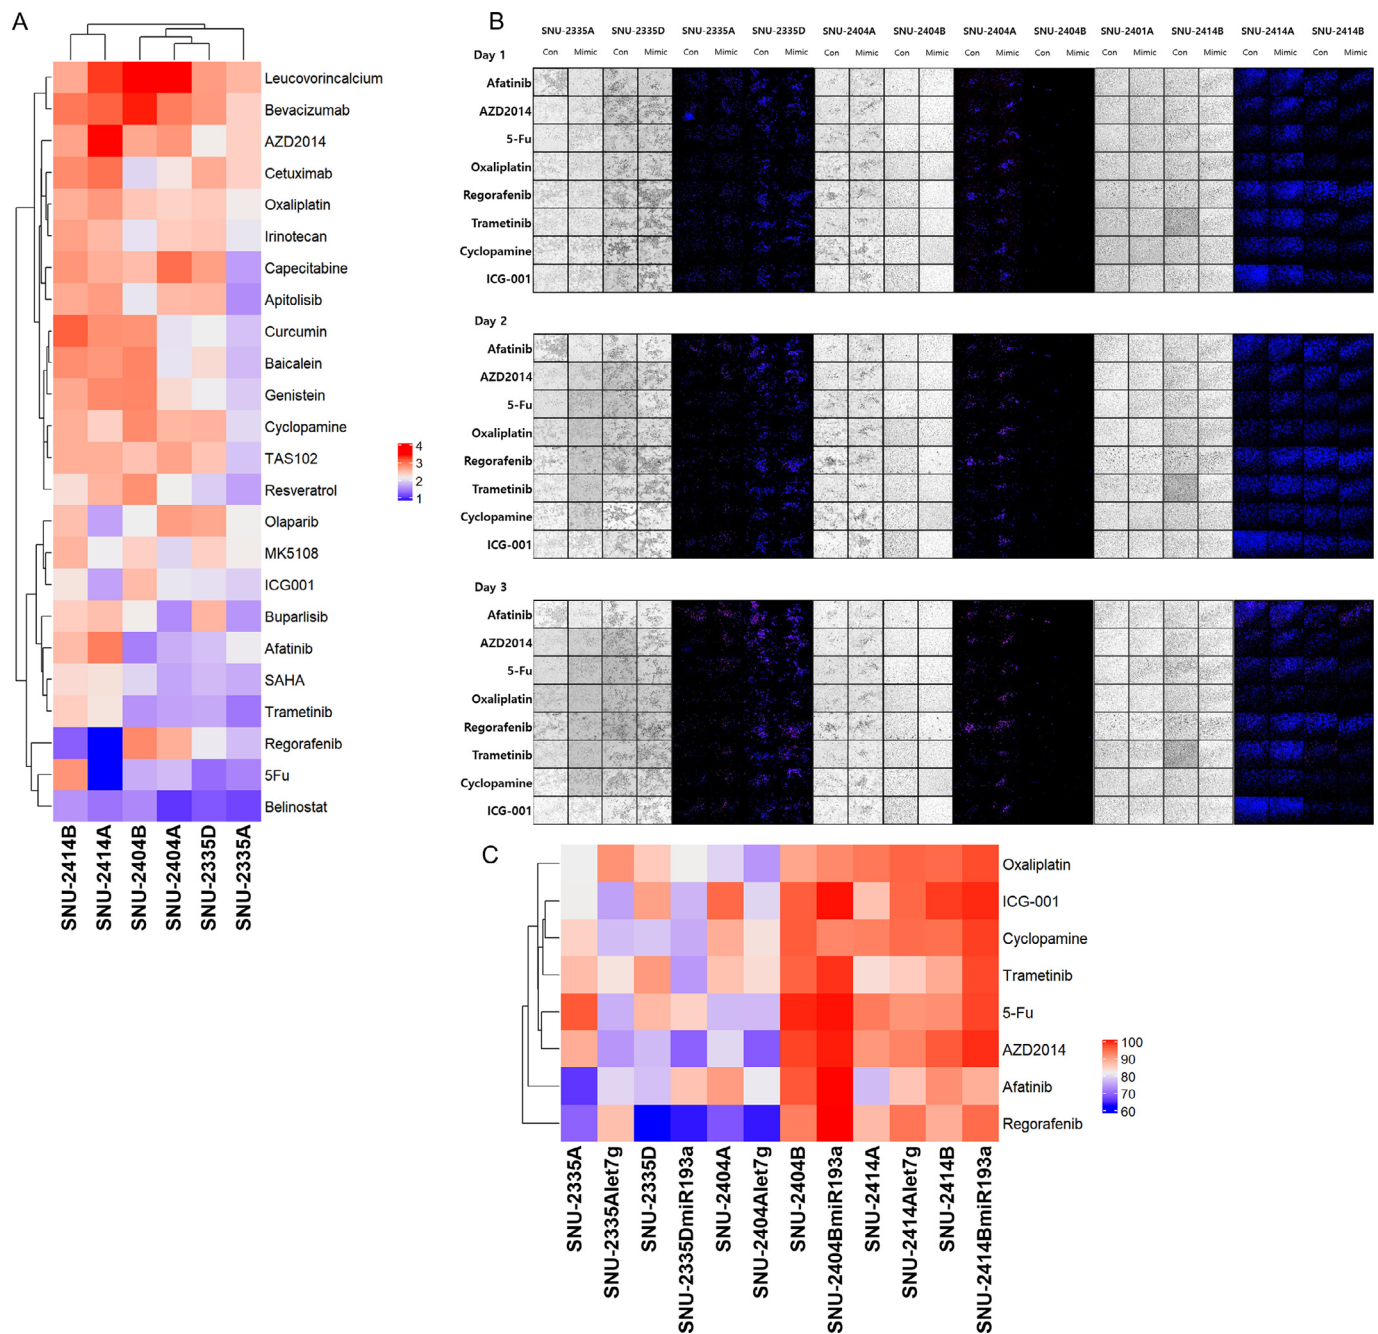 A
Leucovorincalcium
Bevacizumab
AZD2014
Cetuximab
Oxaliplatin
Irinotecan
Capecitabine
Apitolisib
Curcumin
Baicalein
Genistein
Cyclopamine
TAS102
Resveratrol
Olaparib
MK5108
ICG001
Buparlisib
Afatinib
SAHA
Trametinib
Regorafenib
5Fu
Belinostat
4
3
2
1
SNU-2414B
SNU-2414A
SNU-2404B
SNU-2404A
SNU-2335D
SNU-2335A
B
SNU-2335A SNU-2335D SNU-2335A SNU-2335D SNU-2404A SNU-2404B SNU-2404A SNU-2404B SNU-2401A SNU-2414B SNU-2414A SNU-2414B
Day 1 Con Mimic Con Mimic Con Mimic Con Mimic Con Mimic Con Mimic Con Mimic Con Mimic Con Mimic Con Mimic Con Mimic Con Mimic
Afatinib
AZD2014
5-Fu
Oxaliplatin
Regorafenib
Trametinib
Cyclopamine
ICG-001
Day 2
Afatinib
AZD2014
5-Fu
Oxaliplatin
Regorafenib
Trametinib
Cyclopamine
ICG-001
Day 3
Afatinib
AZD2014
5-Fu
Oxaliplatin
Regorafenib
Trametinib
Cyclopamine
ICG-001
C
Oxaliplatin
ICG-001
Cyclopamine
Trametinib
5-Fu
AZD2014
Afatinib
Regorafenib
100
90
80
70
60
SNU-2335A
SNU-2335Alet7g
SNU-2335D
SNU-2335DmiR193a
SNU-2404A
SNU-2404Alet7g
SNU-2404B
SNU-2404BmiR193a
SNU-2414A
SNU-2414Alet7g
SNU-2414B
SNU-2414BmiR193a